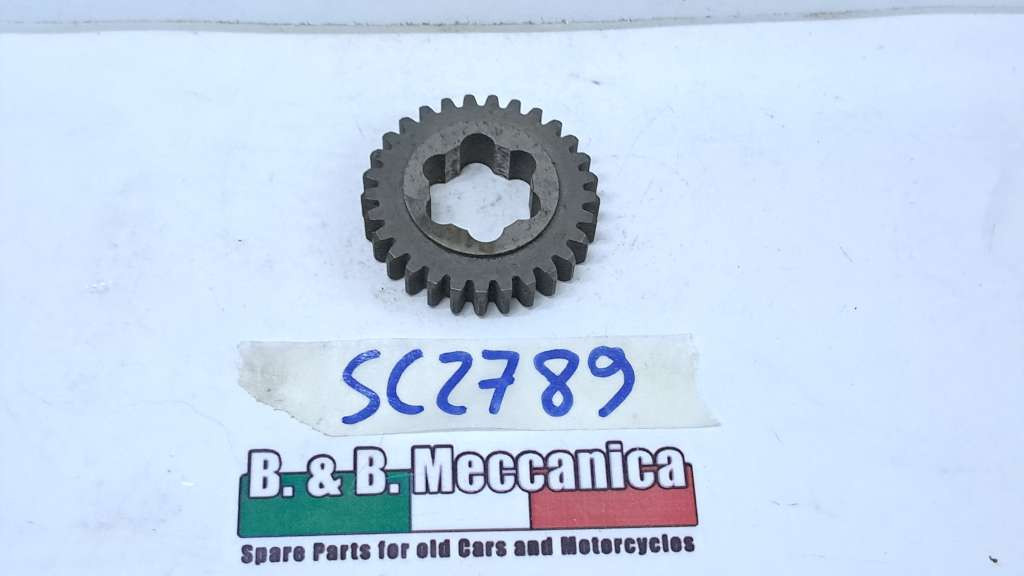 SC2789
B. & B. Meccanica
Spare Parts for old Cars and Motorcycles